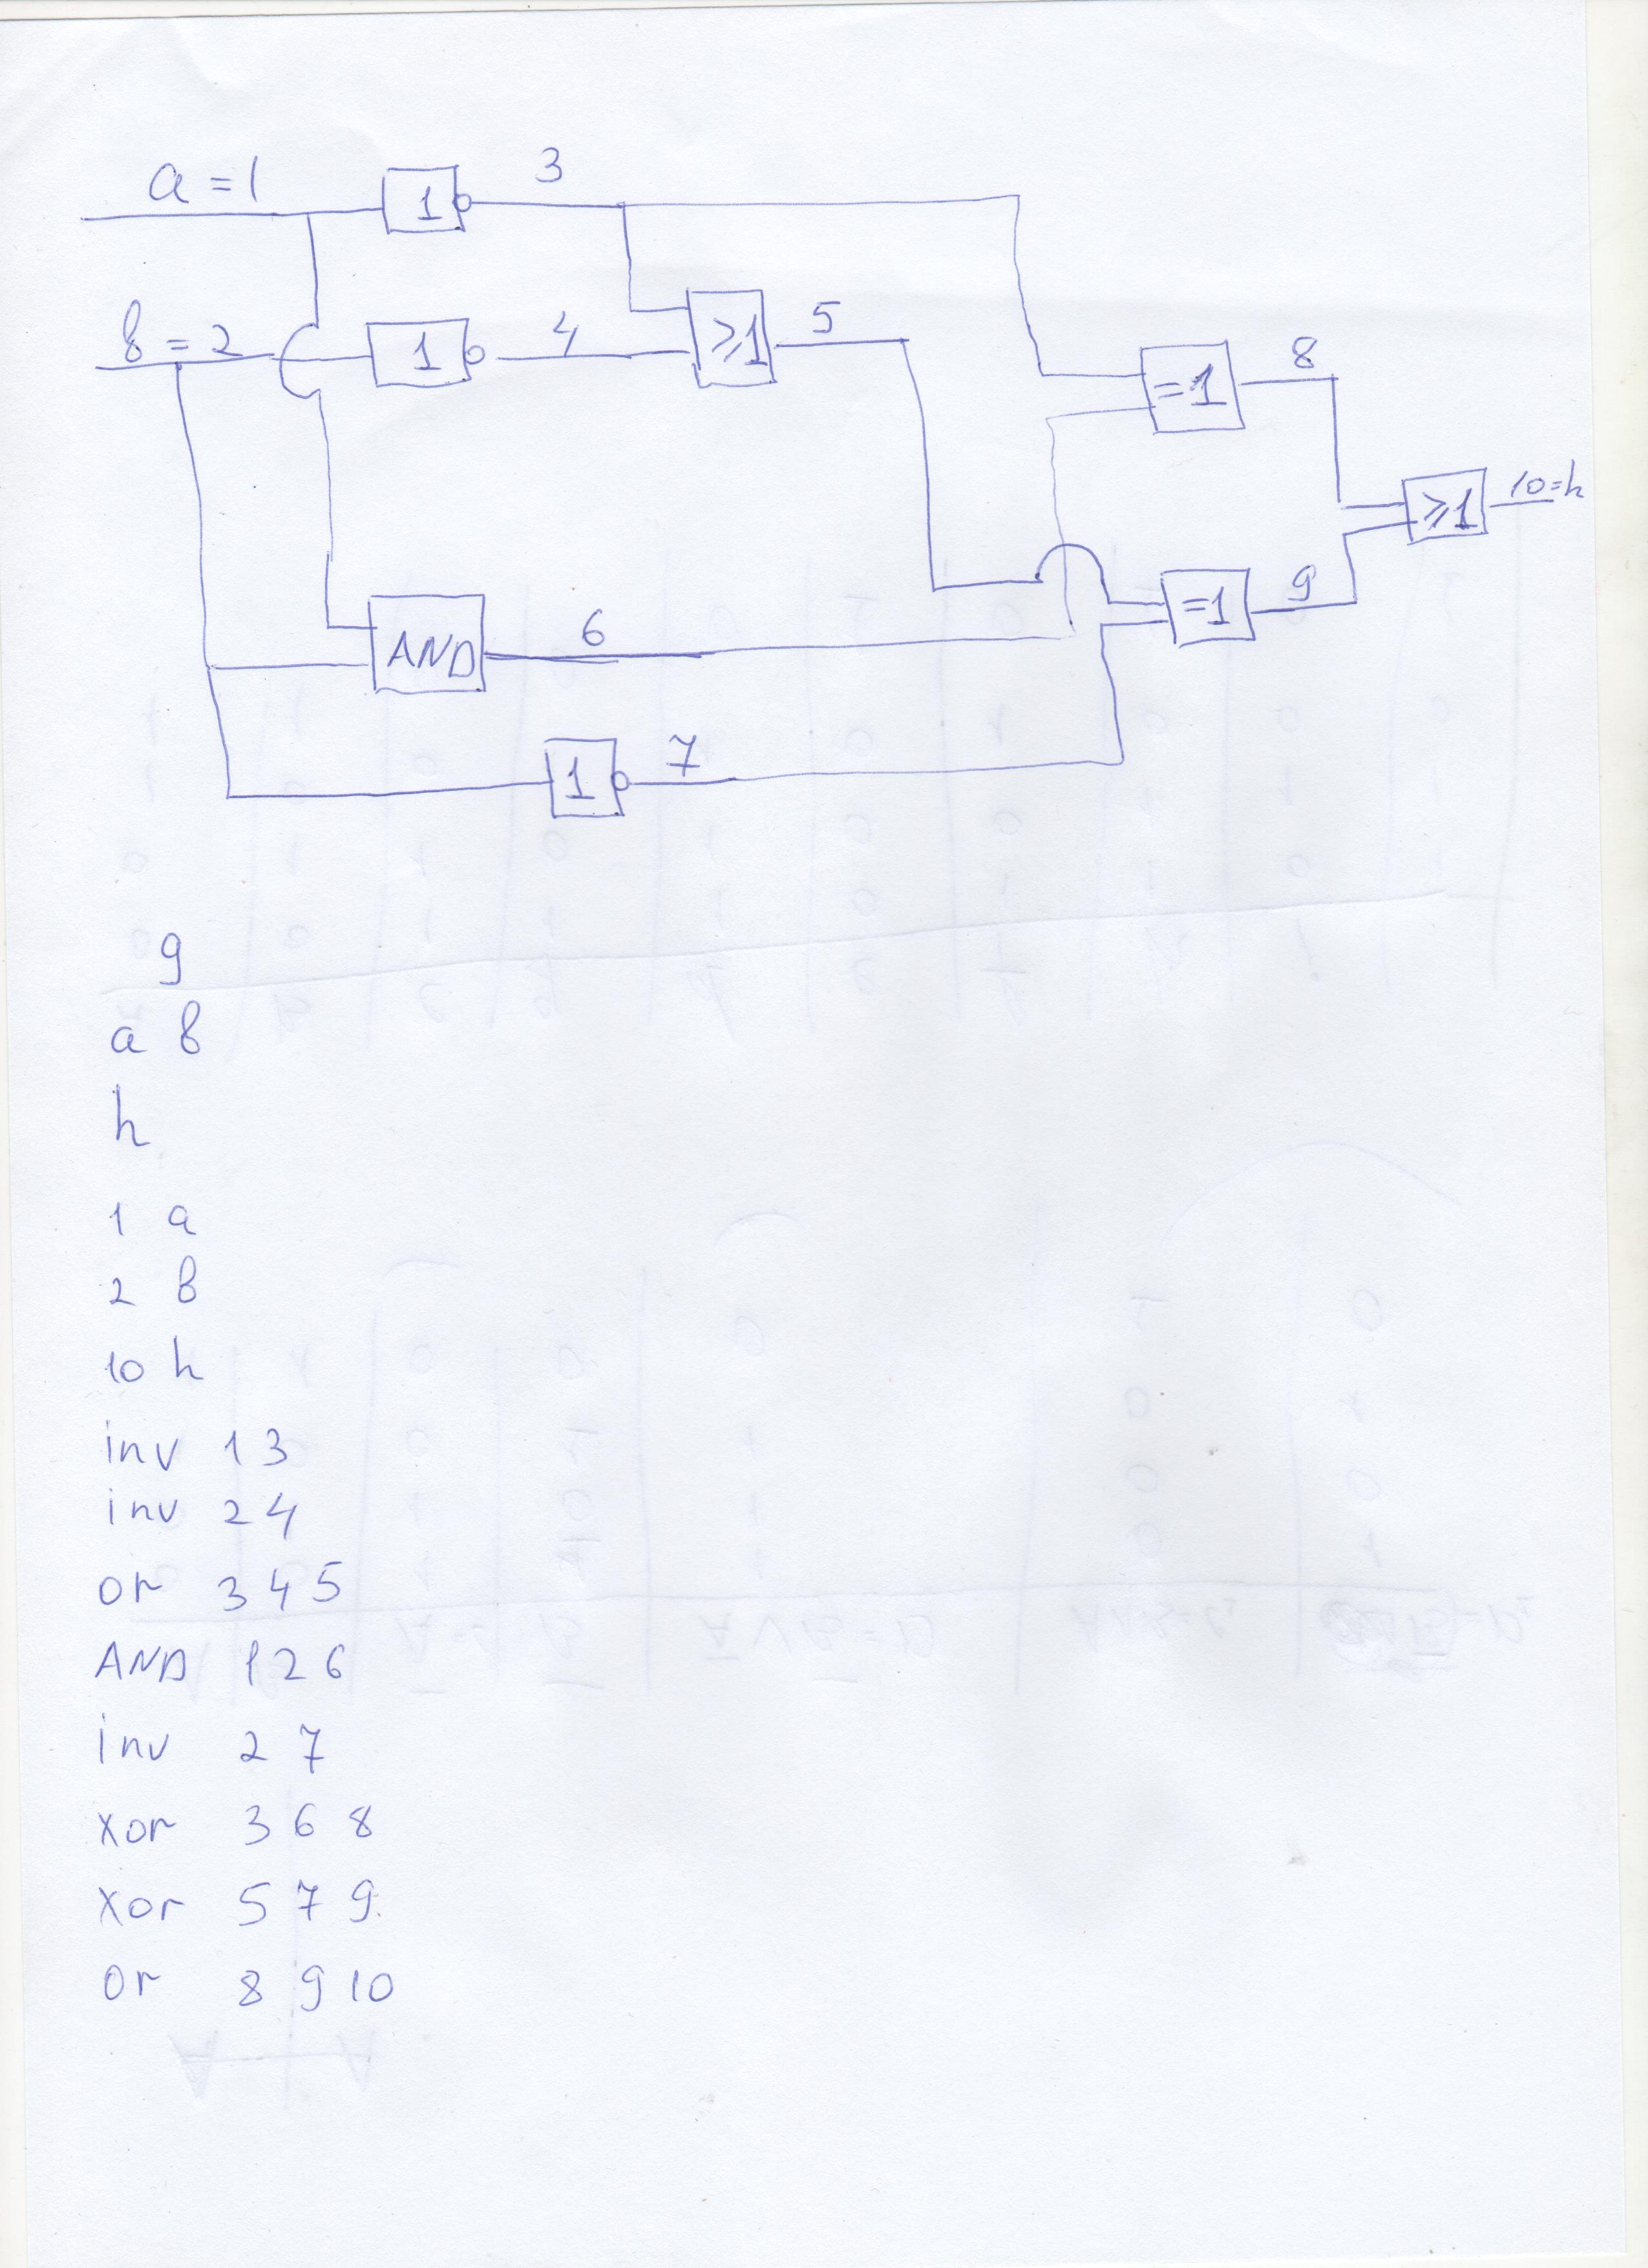 a = 1
1
3
b = 2
1
4
≥1
5
=1
8
≥1
10=h
AND
6
=1
9
1
7
g
a b
h
1 a
2 b
10 h
inv 1 3
inv 2 4
or 3 4 5
AND 1 2 6
inv 2 7
xor 3 6 8
xor 5 7 9
or 8 9 10